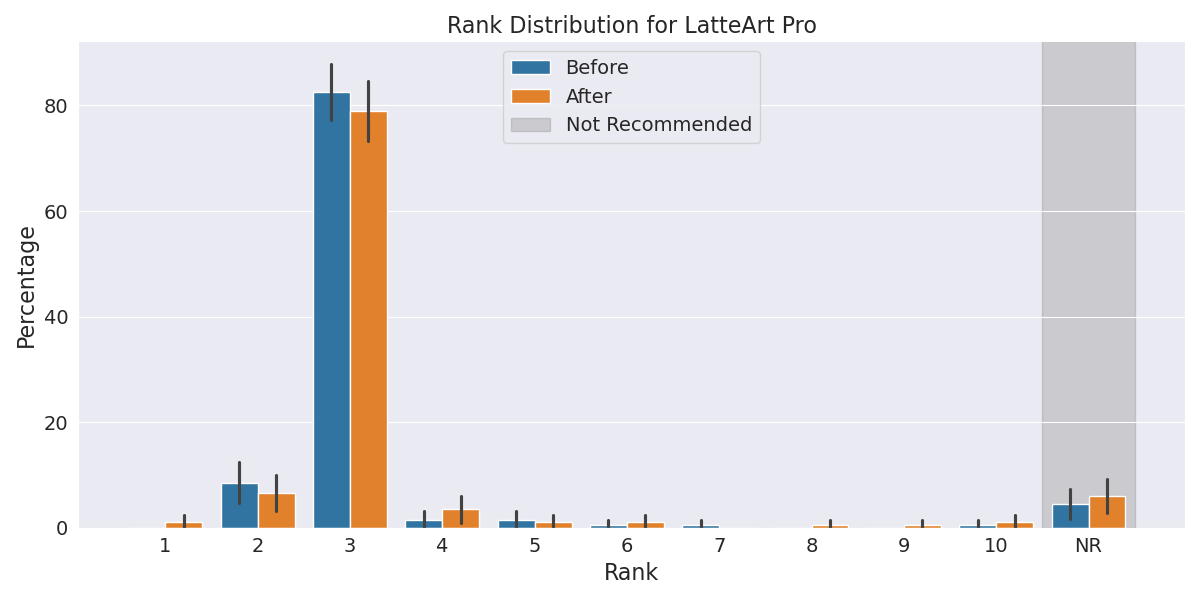 Rank Distribution for LatteArt Pro
Before
After
Not Recommended
Percentage
80
60
40
20
0
1 2 3 4 5 6 7 8 9 10 NR
Rank